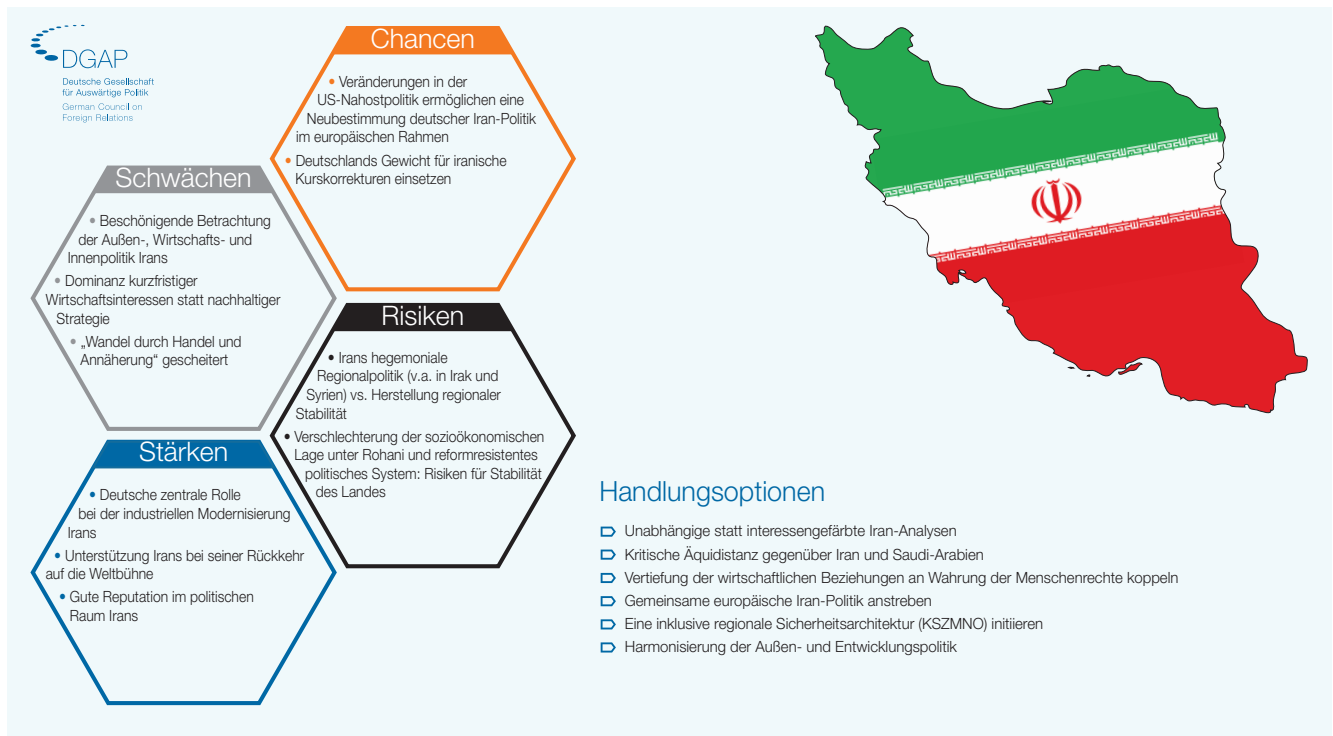 DGAP
Deutsche Gesellschaft
für Auswärtige Politik
German Council on
Foreign Relations
Chancen
• Veränderungen in der
US-Nahostpolitik ermöglichen eine
Neubestimmung deutscher Iran-Politik
im europäischen Rahmen
• Deutschlands Gewicht für iranische
Kurskorrekturen einsetzen
Schwächen
• Beschönigende Betrachtung
der Außen-, Wirtschafts- und
Innenpolitik Irans
• Dominanz kurzfristiger
Wirtschaftsinteressen statt nachhaltiger
Strategie
• „Wandel durch Handel und
Annäherung“ gescheitert
Risiken
• Irans hegemoniale
Regionalpolitik (v.a. in Irak und
Syrien) vs. Herstellung regionaler
Stabilität
• Verschlechterung der sozioökonomischen
Lage unter Rohani und reformresistentes
politisches System: Risiken für Stabilität
des Landes
Stärken
• Deutsche zentrale Rolle
bei der industriellen Modernisierung
Irans
• Unterstützung Irans bei seiner Rückkehr
auf die Weltbühne
• Gute Reputation im politischen
Raum Irans
Handlungsoptionen
Unabhängige statt interessengefärbte Iran-Analysen
Kritische Äquidistanz gegenüber Iran und Saudi-Arabien
Vertiefung der wirtschaftlichen Beziehungen an Wahrung der Menschenrechte koppeln
Gemeinsame europäische Iran-Politik anstreben
Eine inklusive regionale Sicherheitsarchitektur (KSZMNO) initiieren
Harmonisierung der Außen- und Entwicklungspolitik